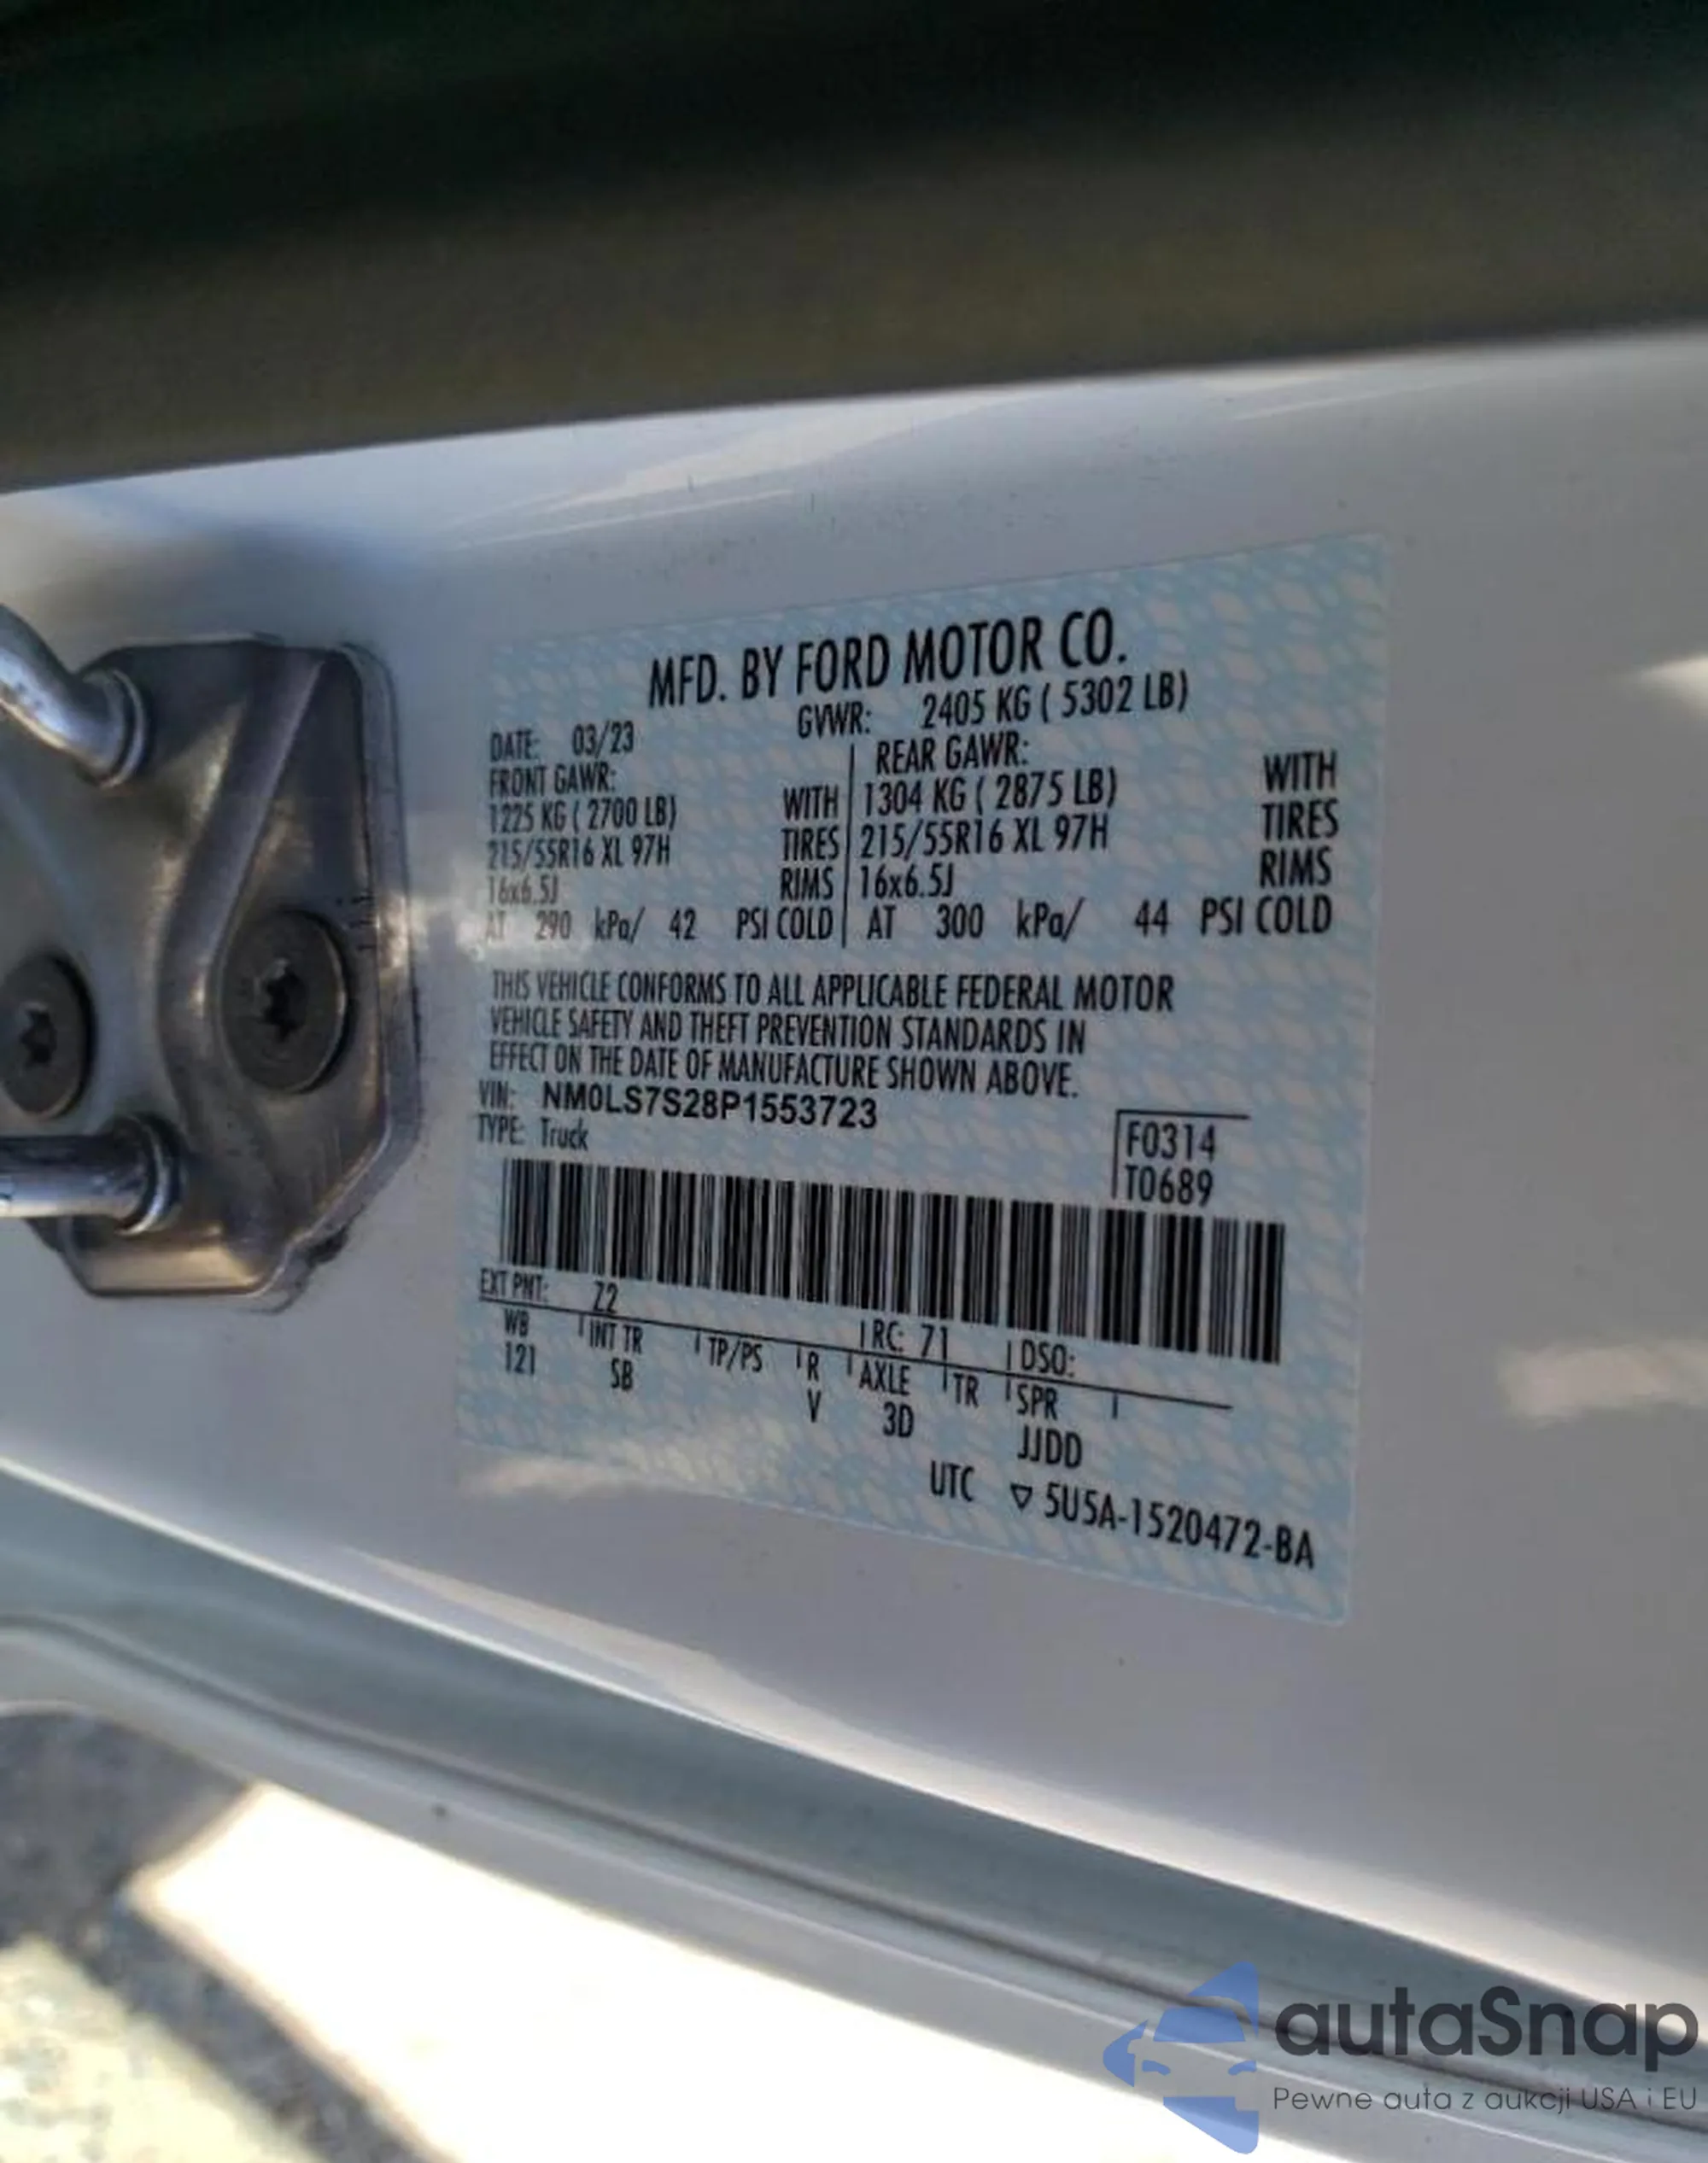 MFD. BY FORD MOTOR CO.
DATE: 03/23 GVWR: 2405 KG ( 5302 LB)
FRONT GAWR: REAR GAWR:
1225 KG ( 2700 LB) WITH 1304 KG ( 2875 LB) WITH
215/55R16 XL 97H TIRES 215/55R16 XL 97H TIRES
16x6.5J RIMS 16x6.5J RIMS
AT 290 kPa/ 42 PSI COLD AT 300 kPa/ 44 PSI COLD
THIS VEHICLE CONFORMS TO ALL APPLICABLE FEDERAL MOTOR
VEHICLE SAFETY AND THEFT PREVENTION STANDARDS IN
EFFECT ON THE DATE OF MANUFACTURE SHOWN ABOVE.
VIN: NM0LS7S28P1553723
TYPE: Truck
F0314
T0689
EXT PNT: Z2 RC: 71 DSO:
WB INT TR TP/PS R AXLE TR SPR
121 SB V 3D JJDD
UTC ▽ 5U5A-1520472-BA
autaSnap
Pewne auta z aukcji USA i EU